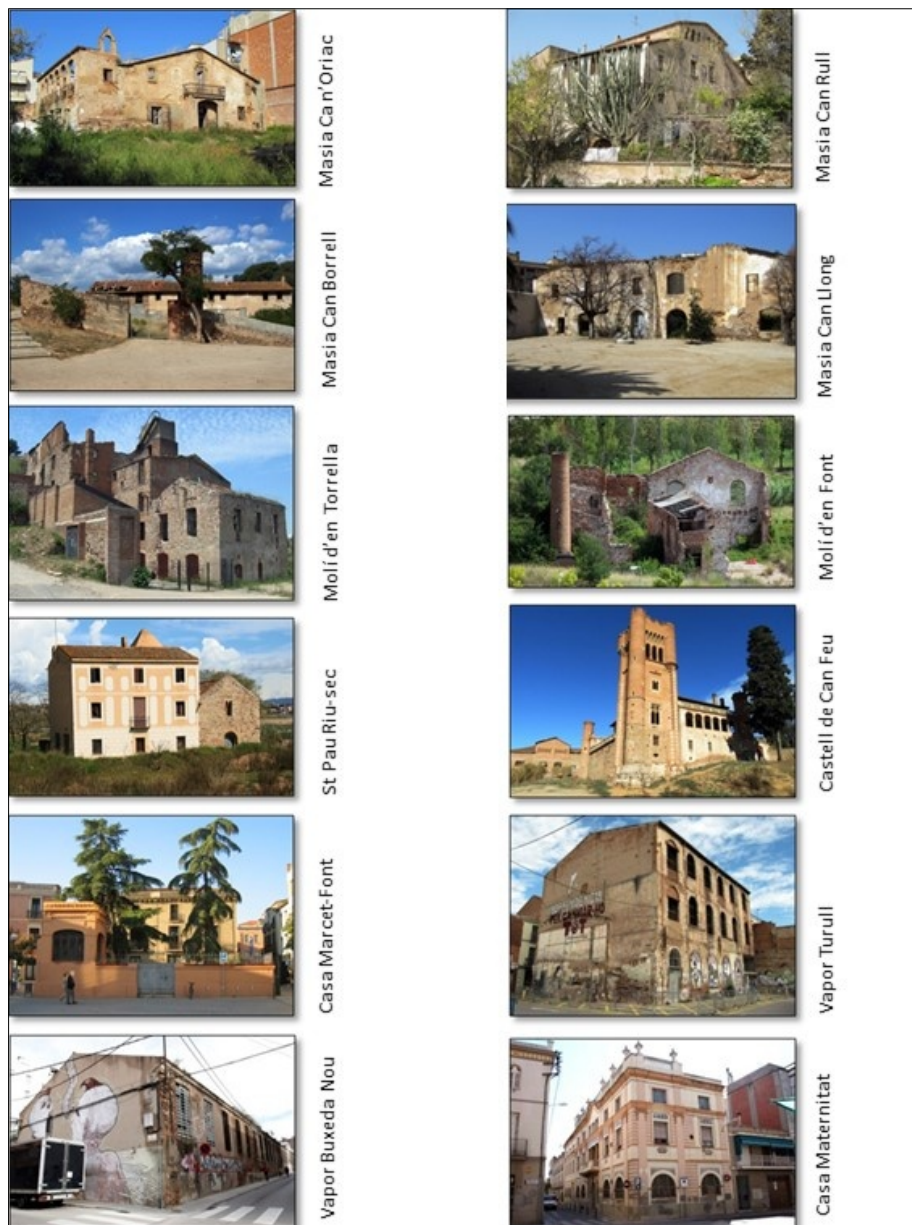 Masia Can'Oriac
Masia Can Rull
Masia Can Borrell
Masia Can Llong
Molí d'en Torrella
Molí d'en Font
St Pau Riu-sec
Castell de Can Feu
Casa Marcet-Font
Vapor Turull
Vapor Buxeda Nou
Casa Maternitat